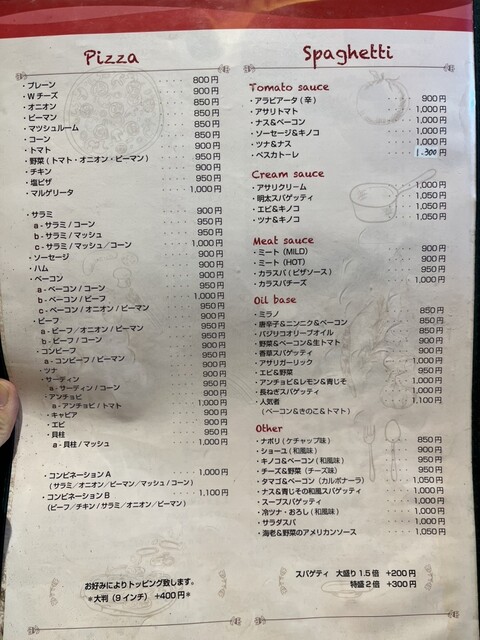 Pizza
・プレーン ‥‥ 800円
・Wチーズ ‥‥ 900円
・オニオン ‥‥ 850円
・ピーマン ‥‥ 850円
・マッシュルーム ‥‥ 850円
・コーン ‥‥ 850円
・トマト ‥‥ 900円
・野菜 (トマト・オニオン・ピーマン) ‥‥ 950円
・チキン ‥‥ 900円
・塩ピザ ‥‥ 950円
・マルゲリータ ‥‥ 1,000円
・サラミ ‥‥ 900円
a - サラミ / コーン ‥‥ 950円
b - サラミ / マッシュ ‥‥ 950円
c - サラミ / マッシュ / コーン ‥‥ 1,000円
・ソーセージ ‥‥ 900円
・ハム ‥‥ 900円
・ベーコン ‥‥ 900円
a - ベーコン / コーン ‥‥ 950円
b - ベーコン / ビーフ ‥‥ 1,000円
c - ベーコン / オニオン / ピーマン ‥‥ 950円
・ビーフ ‥‥ 900円
a - ビーフ / オニオン / ピーマン ‥‥ 950円
b - ビーフ / コーン ‥‥ 950円
・コンビーフ ‥‥ 900円
a - コンビーフ / ピーマン ‥‥ 950円
・ツナ ‥‥ 900円
・サーディン ‥‥ 900円
a - サーディン / コーン ‥‥ 950円
・アンチョビ ‥‥ 900円
a - アンチョビ / トマト ‥‥ 950円
・キャビア ‥‥ 900円
・エビ ‥‥ 900円
・貝柱 ‥‥ 950円
a - 貝柱 / マッシュ ‥‥ 1,000円
・コンビネーション A ‥‥ 1,000円
(サラミ／オニオン／ピーマン／マッシュ／コーン)
・コンビネーション B ‥‥ 1,100円
(ビーフ／チキン／サラミ／オニオン／ピーマン)
お好みによりトッピング致します。
＊大判 (9インチ) +400円＊
Spaghetti
Tomato sauce
・アラビアータ (辛) ‥‥ 900円
・アサリトマト ‥‥ 1,000円
・ナス＆ベーコン ‥‥ 1,000円
・ソーセージ＆キノコ ‥‥ 1,000円
・ツナ＆ナス ‥‥ 1,000円
・ペスカトーレ ‥‥ 1,300円
Cream sauce
・アサリクリーム ‥‥ 1,000円
・明太スパゲティ ‥‥ 1,050円
・エビ＆キノコ ‥‥ 1,050円
・ツナ＆キノコ ‥‥ 1,050円
Meat sauce
・ミート (MILD) ‥‥ 900円
・ミート (HOT) ‥‥ 900円
・カラスパ (ピザソース) ‥‥ 950円
・カラスパチーズ ‥‥ 1,000円
Oil base
・ミラノ ‥‥ 850円
・唐辛子＆ニンニク＆ベーコン ‥‥ 850円
・バジサコオリーブオイル ‥‥ 850円
・野菜＆ベーコン＆生トマト ‥‥ 900円
・香草スパゲティ ‥‥ 900円
・アサリガーリック ‥‥ 1,000円
・エビ＆野菜 ‥‥ 950円
・アンチョビ＆レモン＆青じそ ‥‥ 1,000円
・長ねぎスパゲティ ‥‥ 1,000円
・人気者 ‥‥ 1,100円
(ベーコン＆きのこ＆トマト)
Other
・ナポリ (ケチャップ味) ‥‥ 850円
・ショーユ (和風味) ‥‥ 900円
・キノコ＆ベーコン (和風味) ‥‥ 950円
・チーズ＆野菜 (チーズ味) ‥‥ 950円
・タマゴ＆ベーコン (カルボナーラ) ‥‥ 1,050円
・ナス＆青じその和風スパゲッティ ‥‥ 1,000円
・スープスパゲッティ ‥‥ 1,000円
・冷ツナ・おろし (和風味) ‥‥ 1,000円
・サラダスパ ‥‥ 1,000円
・海老＆野菜のアメリカンソース ‥‥ 1,050円
スパゲティ 大盛り1.5倍 +200円
特盛2倍 +300円